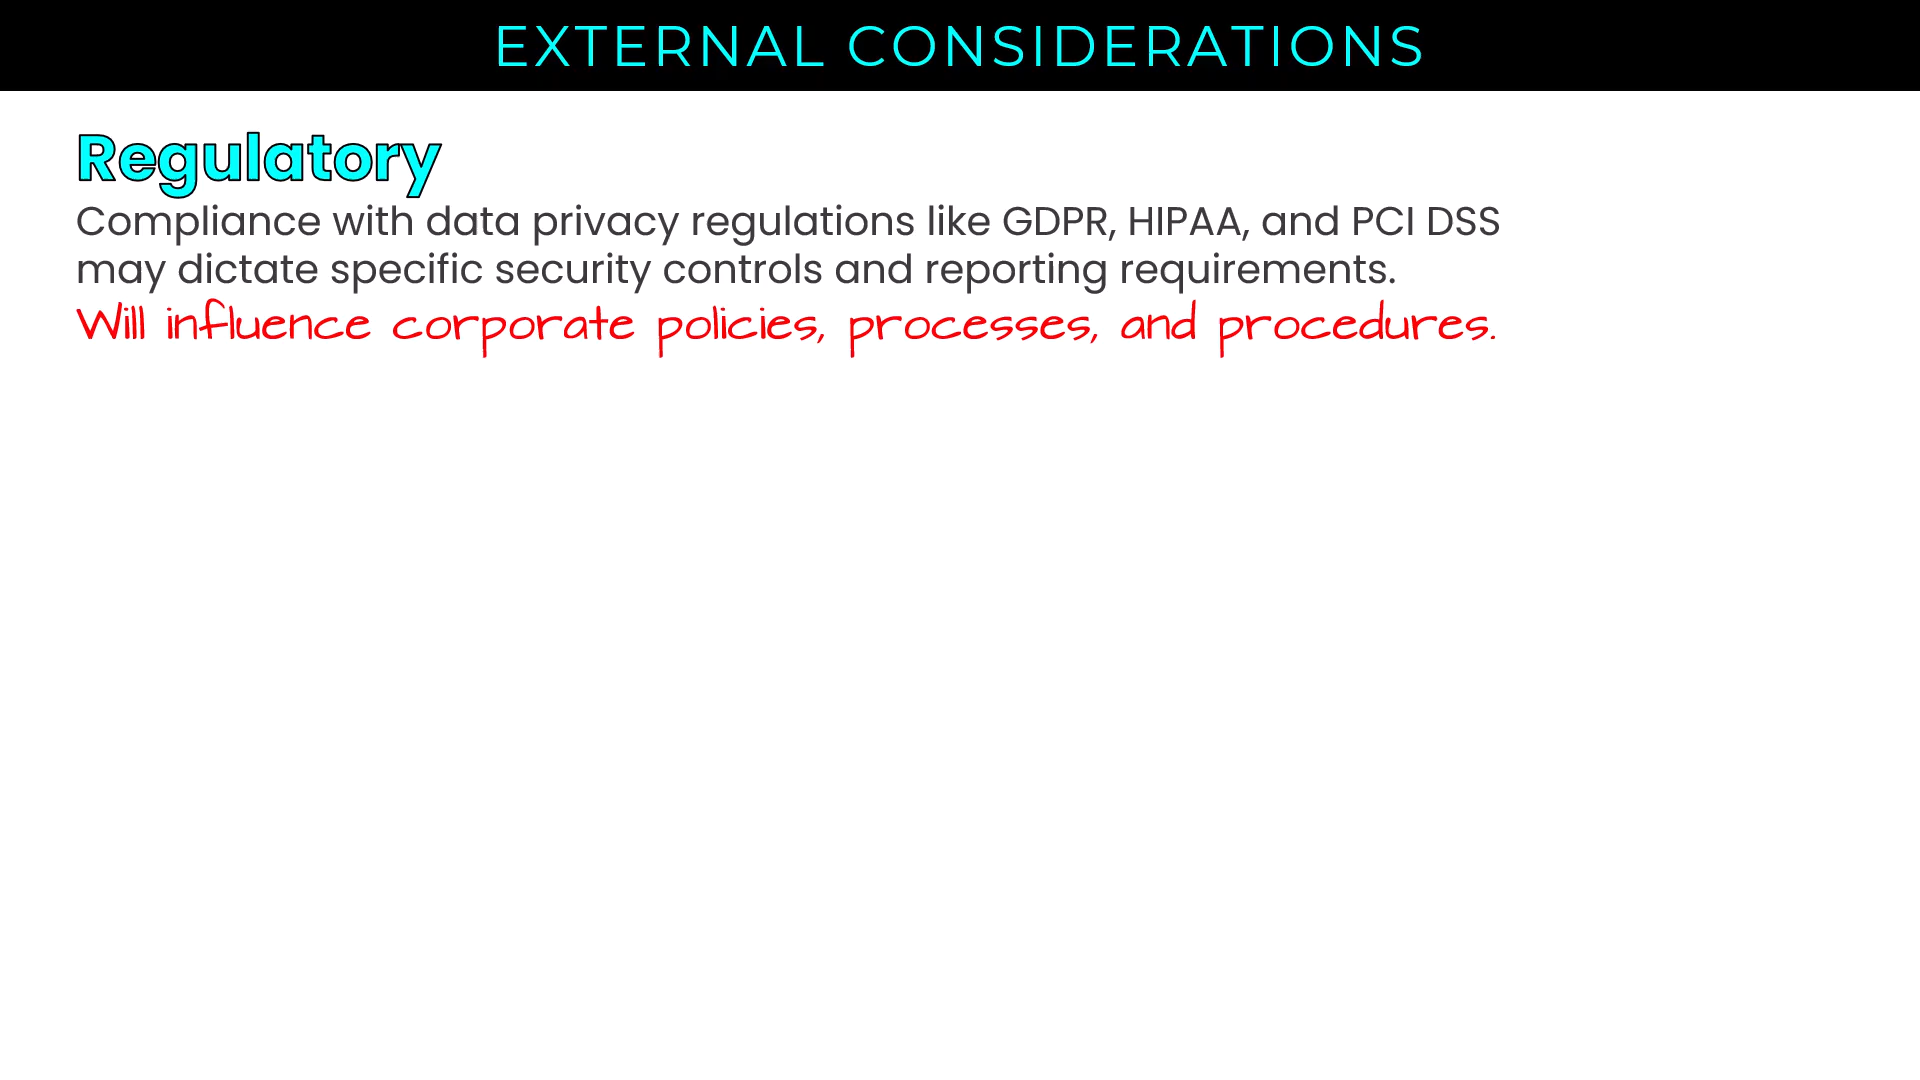 EXTERNAL CONSIDERATIONS
Regulatory
Compliance with data privacy regulations like GDPR, HIPAA, and PCI DSS
may dictate specific security controls and reporting requirements.
Will influence corporate policies, processes, and procedures.